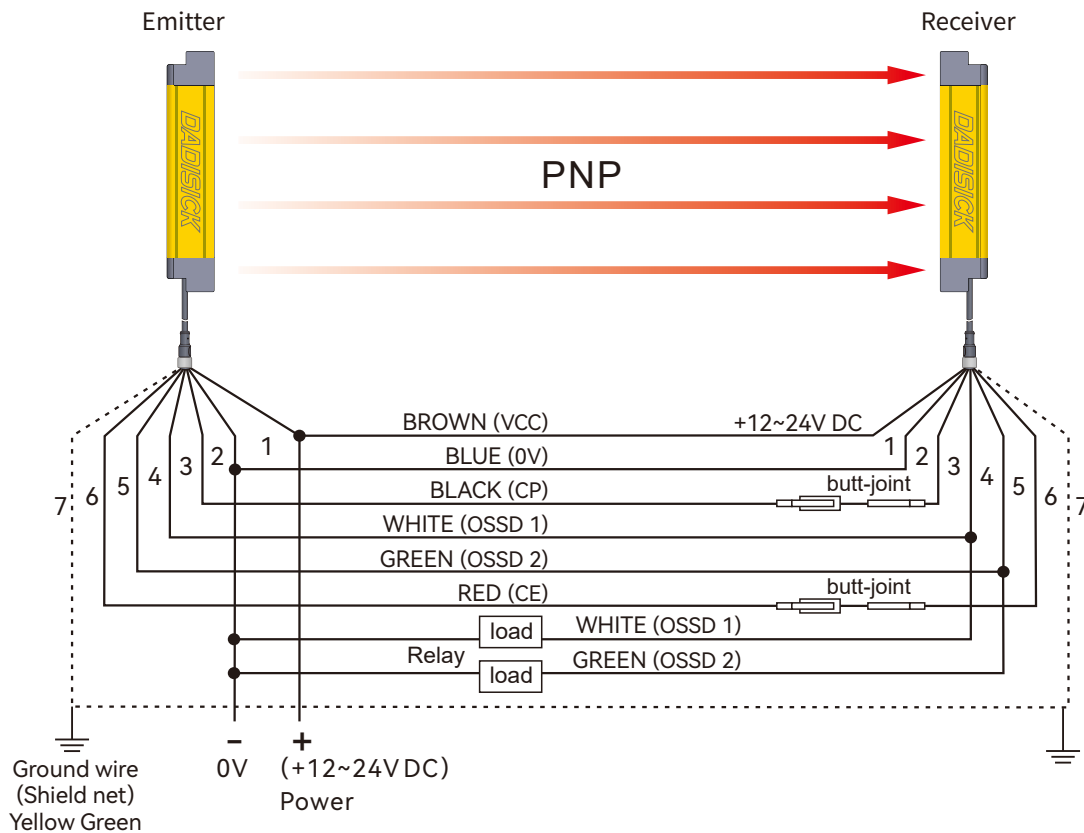 Emitter
Receiver
DADISICK
DADISICK
PNP
BROWN (VCC)
+12~24V DC
1
1
BLUE (0V)
2
2
BLACK (CP)
butt-joint
3
3
WHITE (OSSD 1)
4
4
GREEN (OSSD 2)
5
5
RED (CE)
butt-joint
6
6
7
7
load
WHITE (OSSD 1)
Relay
load
GREEN (OSSD 2)
- +
0V
(+12~24V DC)
Power
Ground wire
(Shield net)
Yellow Green